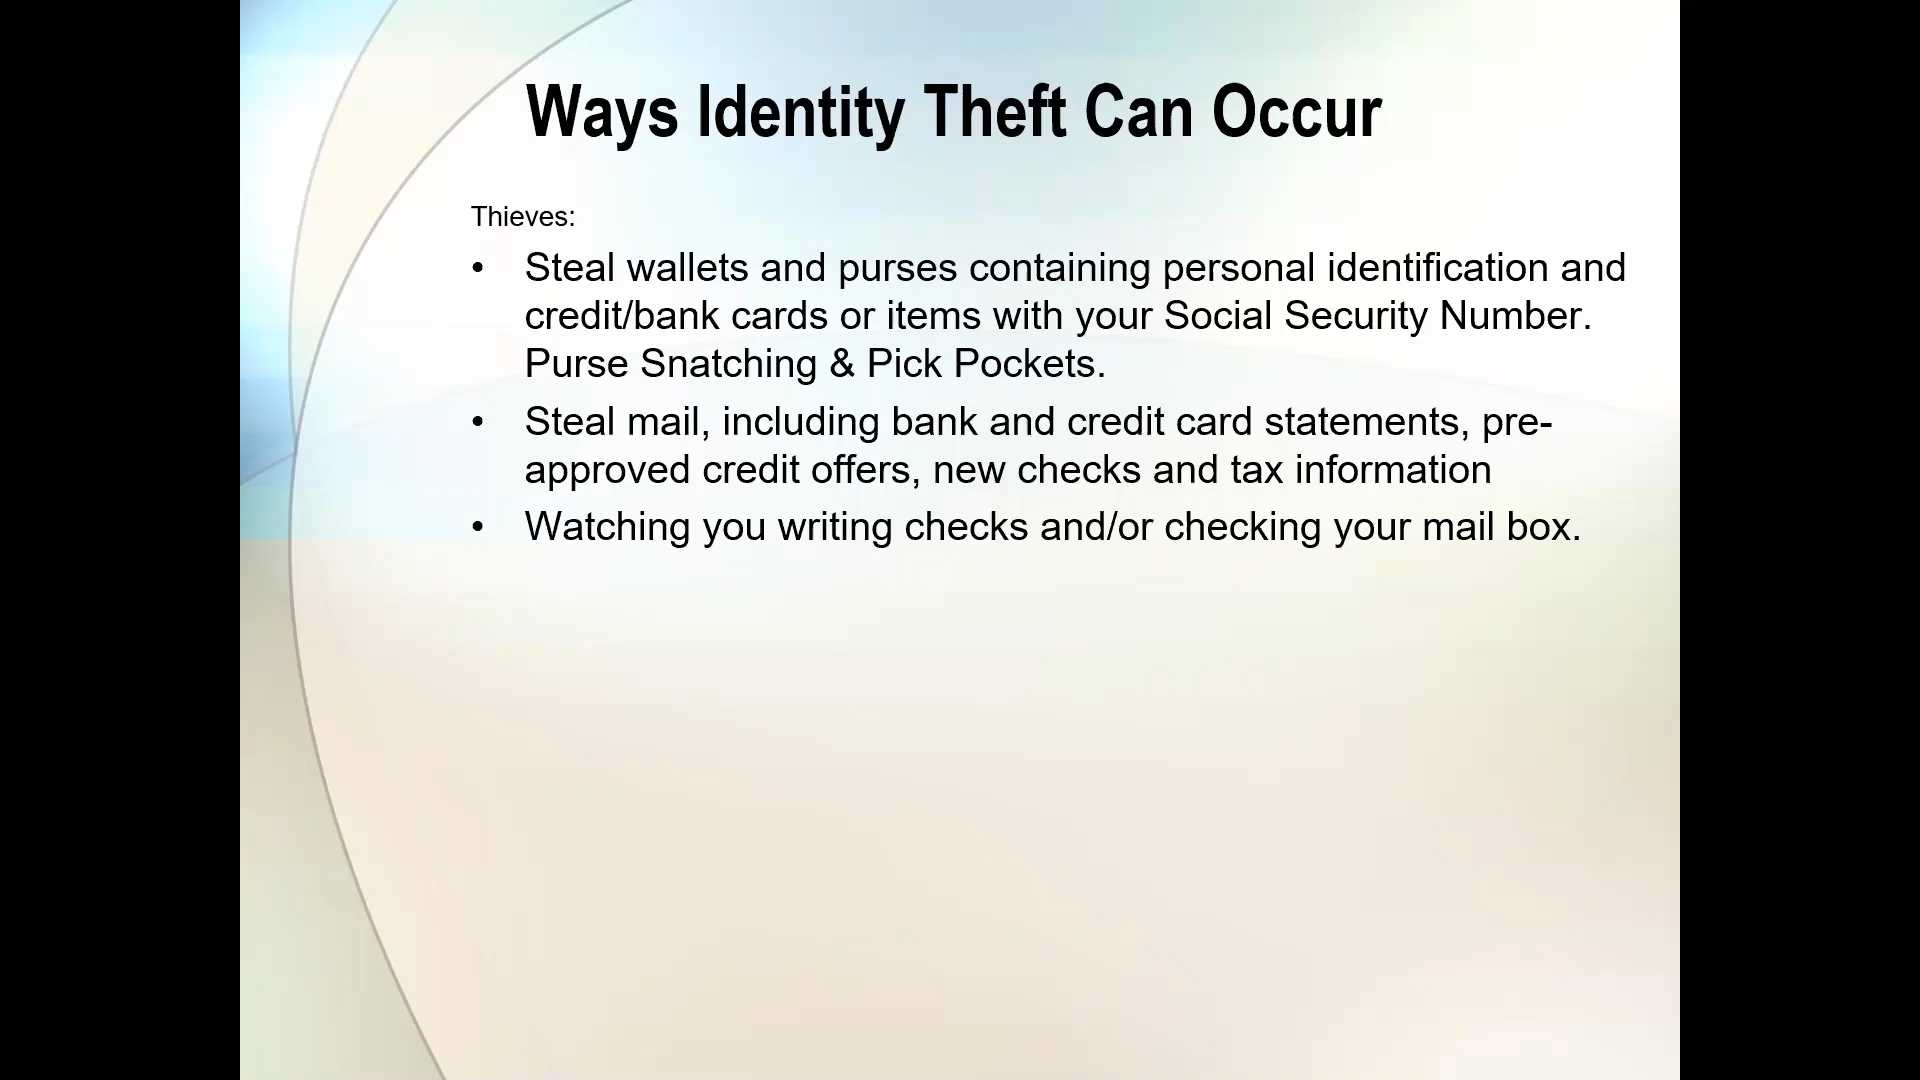 Ways Identity Theft Can Occur
Thieves:
• Steal wallets and purses containing personal identification and
credit/bank cards or items with your Social Security Number.
Purse Snatching & Pick Pockets.
• Steal mail, including bank and credit card statements, pre-
approved credit offers, new checks and tax information
• Watching you writing checks and/or checking your mail box.